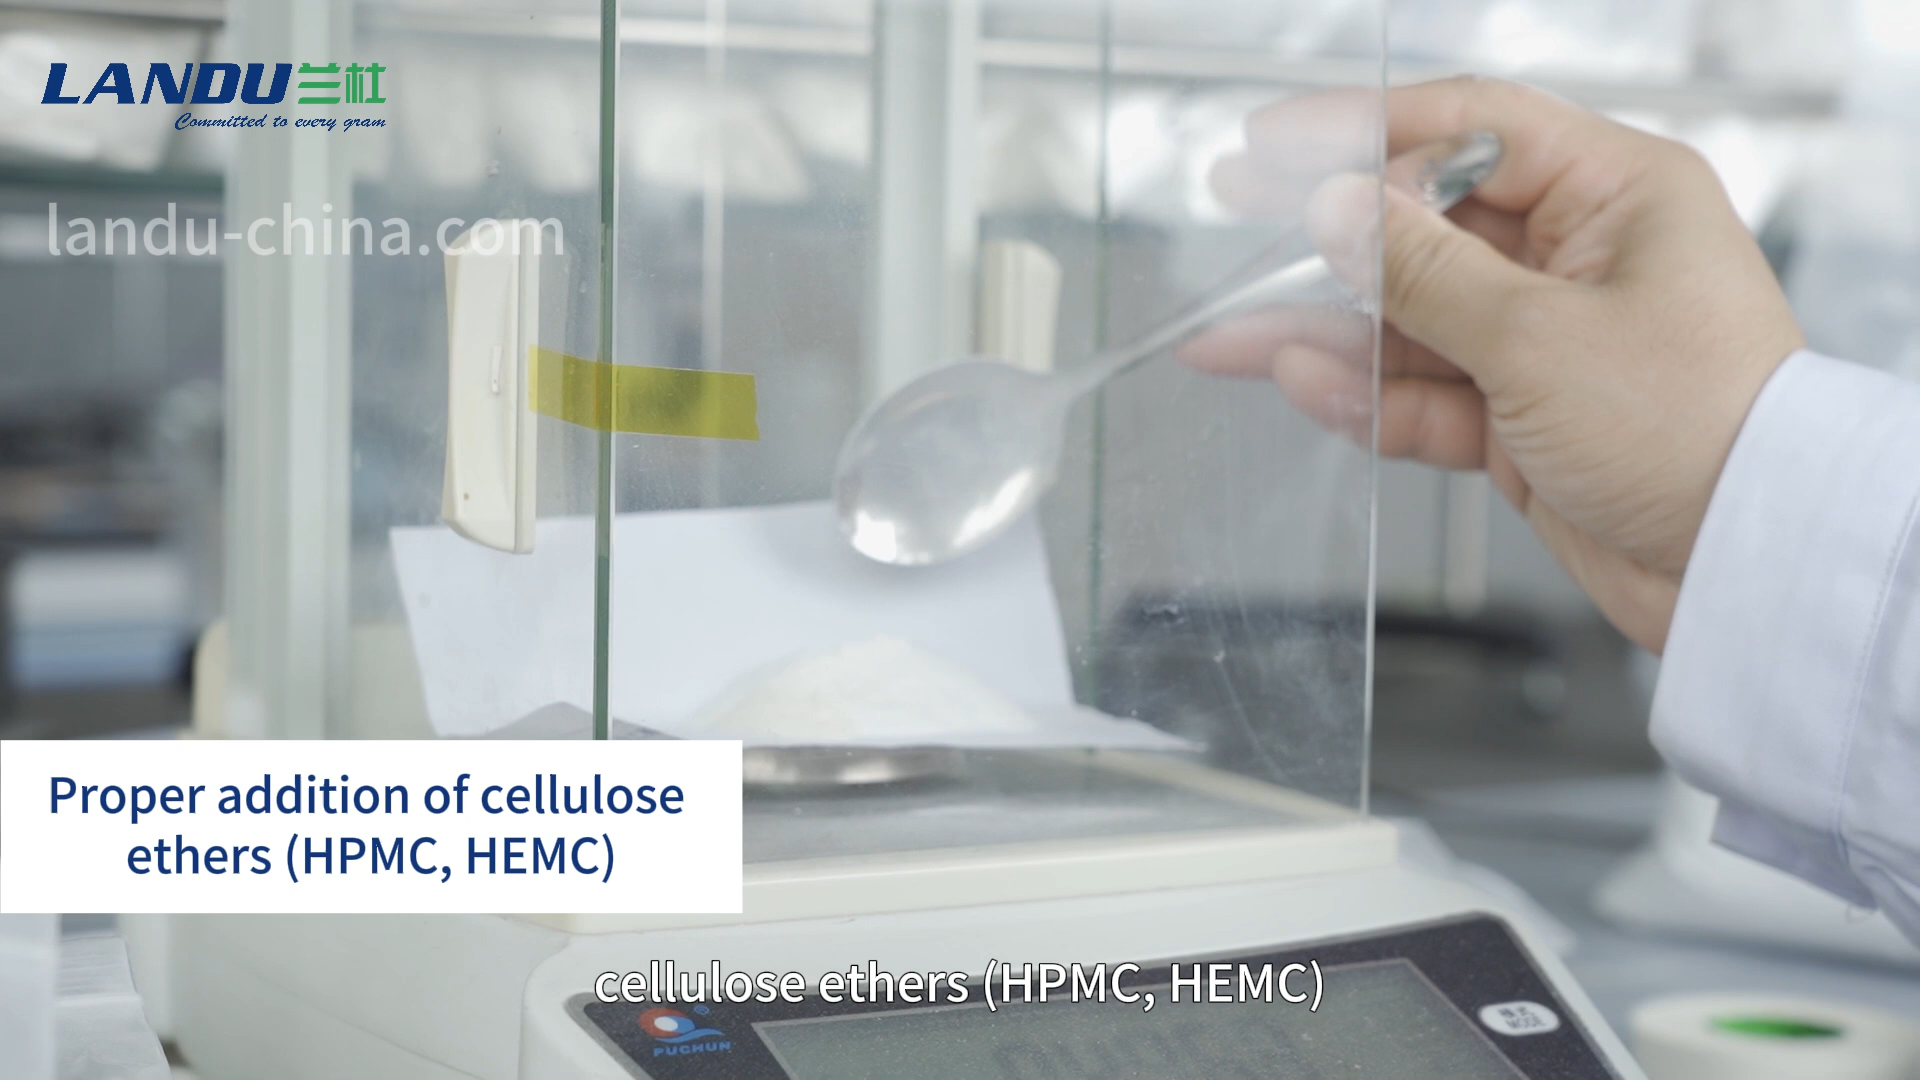 LANDU兰杜
Committed to every gram
landu-china.com
Proper addition of cellulose
ethers (HPMC, HEMC)
cellulose ethers (HPMC, HEMC)
PUCHUN
MODE